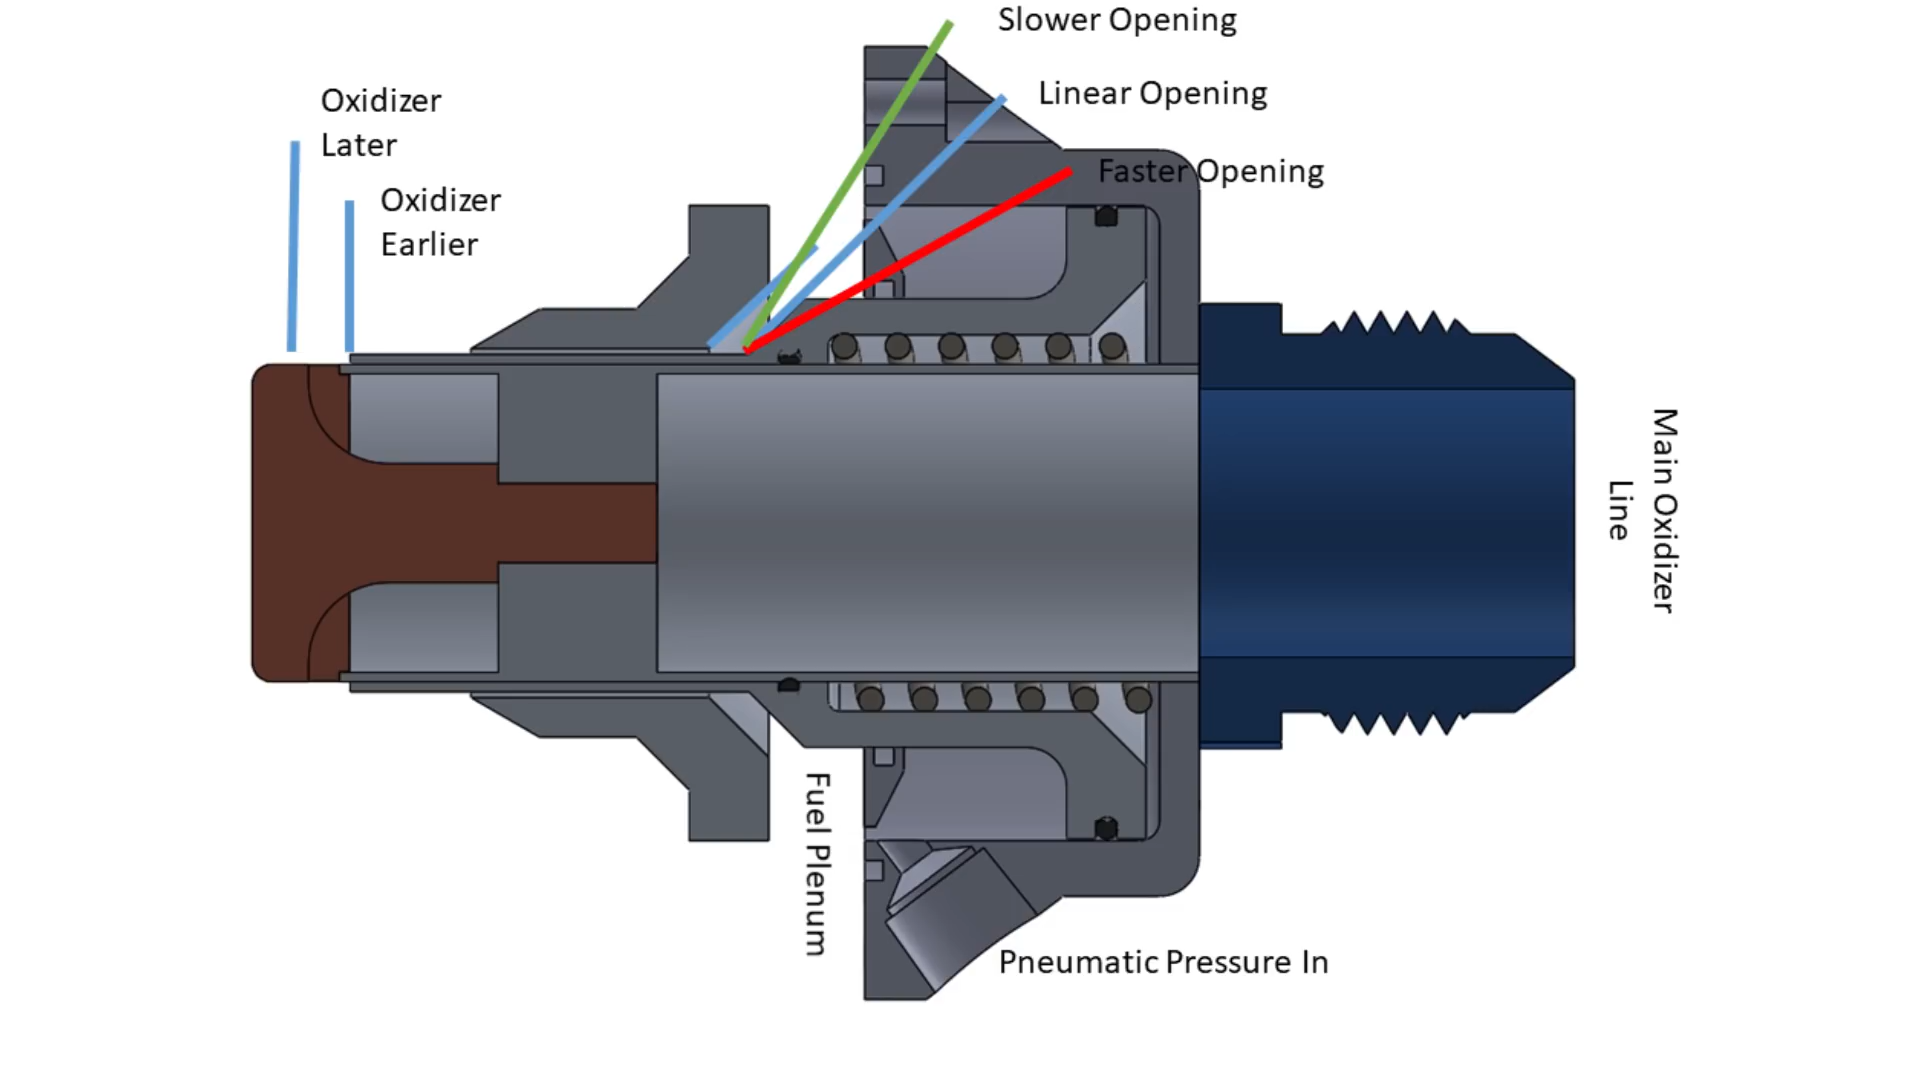 Slower Opening
Linear Opening
Oxidizer
Later
Faster Opening
Oxidizer
Earlier
Main Oxidizer
Line
Fuel Plenum
Pneumatic Pressure In